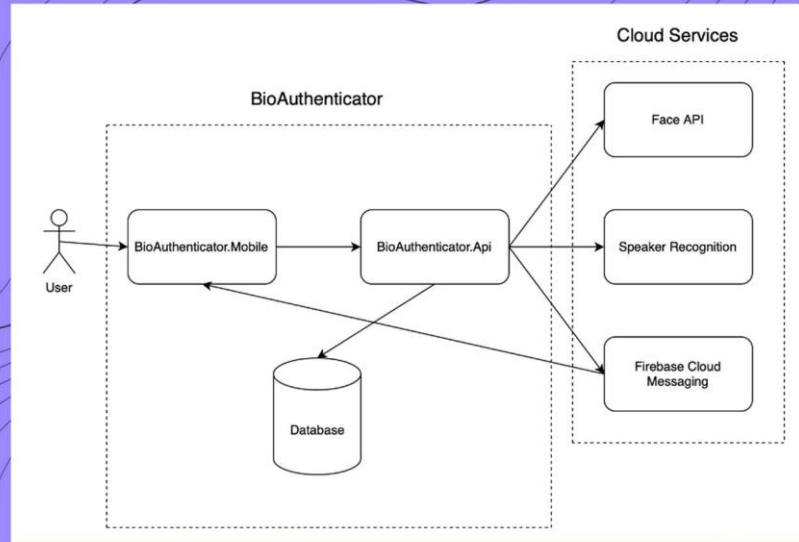 Cloud Services
BioAuthenticator
Face API
BioAuthenticator.Mobile
BioAuthenticator.Api
Speaker Recognition
User
Firebase Cloud
Messaging
Database